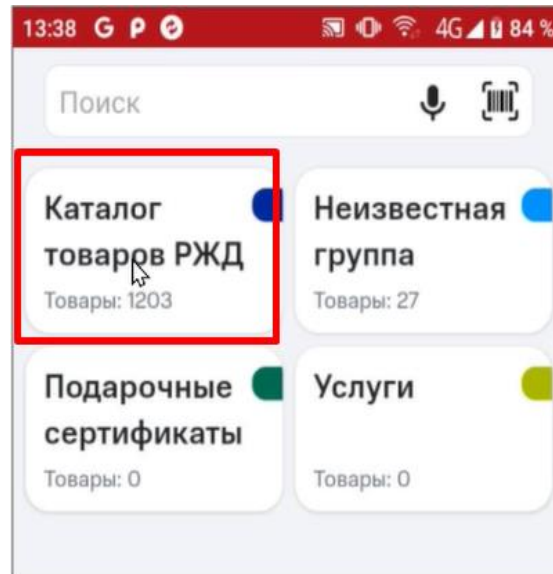 13:38 G P 4G 84 %
Поиск
Каталог
товаров РЖД
Товары: 1203
Неизвестная
группа
Товары: 27
Подарочные
сертификаты
Товары: 0
Услуги
Товары: 0